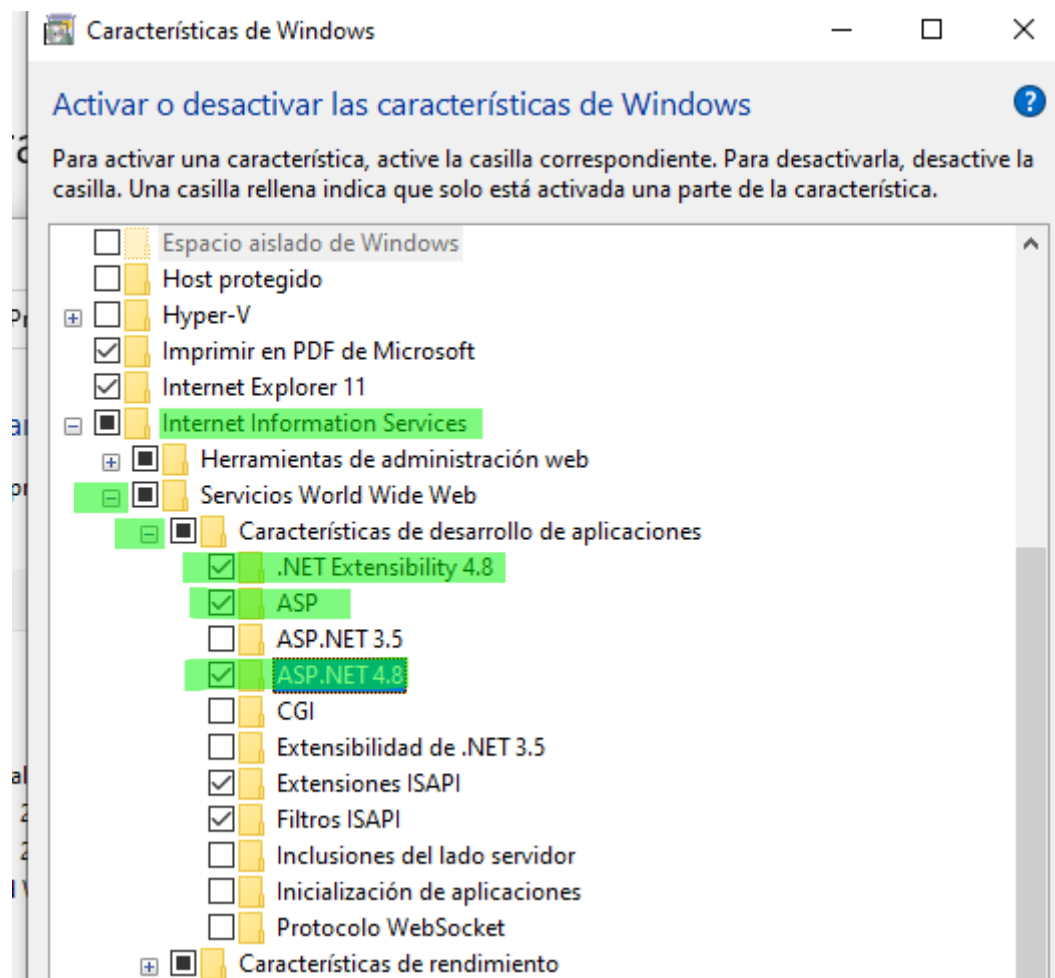 Características de Windows
Activar o desactivar las características de Windows
Para activar una característica, active la casilla correspondiente. Para desactivarla, desactive la
casilla. Una casilla rellena indica que solo está activada una parte de la característica.
Espacio aislado de Windows
Host protegido
Hyper-V
Imprimir en PDF de Microsoft
Internet Explorer 11
Internet Information Services
Herramientas de administración web
Servicios World Wide Web
Características de desarrollo de aplicaciones
.NET Extensibility 4.8
ASP
ASP.NET 3.5
ASP.NET 4.8
CGI
Extensibilidad de .NET 3.5
Extensiones ISAPI
Filtros ISAPI
Inclusiones del lado servidor
Inicialización de aplicaciones
Protocolo WebSocket
Características de rendimiento